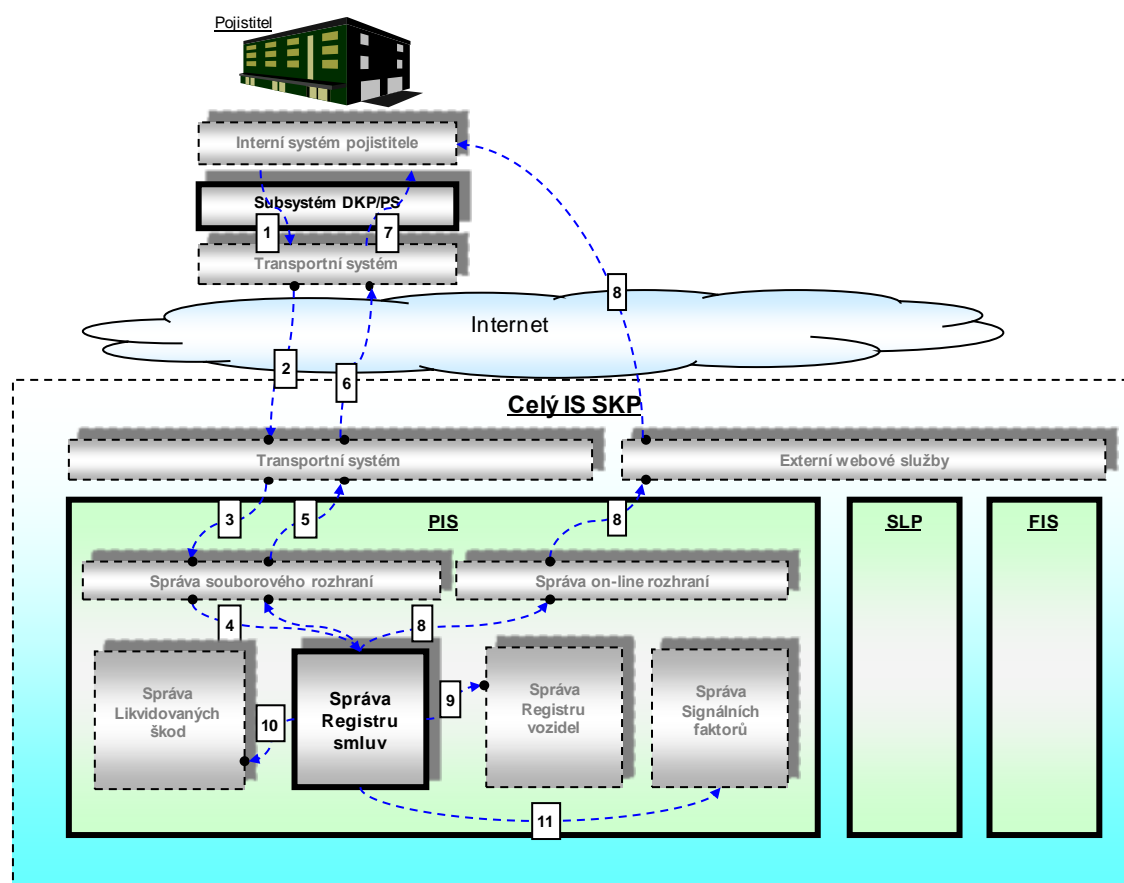 Pojistitel
Interní systém pojistitele
Subsystém DKP/PS
1
7
Transportní systém
8
Internet
2
6
Celý IS SKP
Transportní systém
Externí webové služby
3
5
PIS
8
SLP
FIS
Správa souborového rozhraní
Správa on-line rozhraní
4
8
Správa
Likvidovaných
škod
10
Správa
Registru
smluv
9
Správa
Registru
vozidel
Správa
Signálních
faktorů
11